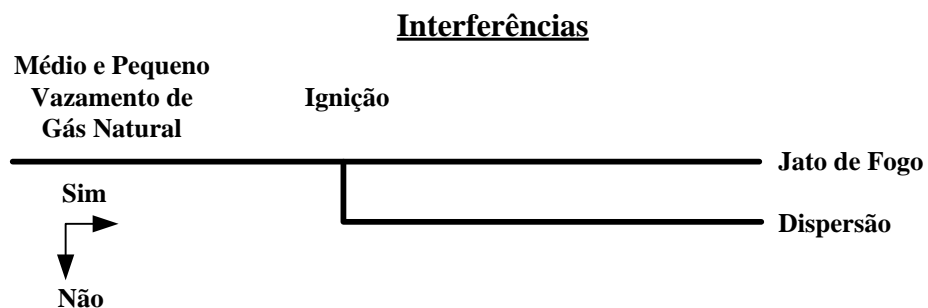 Interferências
Médio e Pequeno
Vazamento de
Gás Natural
Ignição
Jato de Fogo
Sim
Dispersão
Não